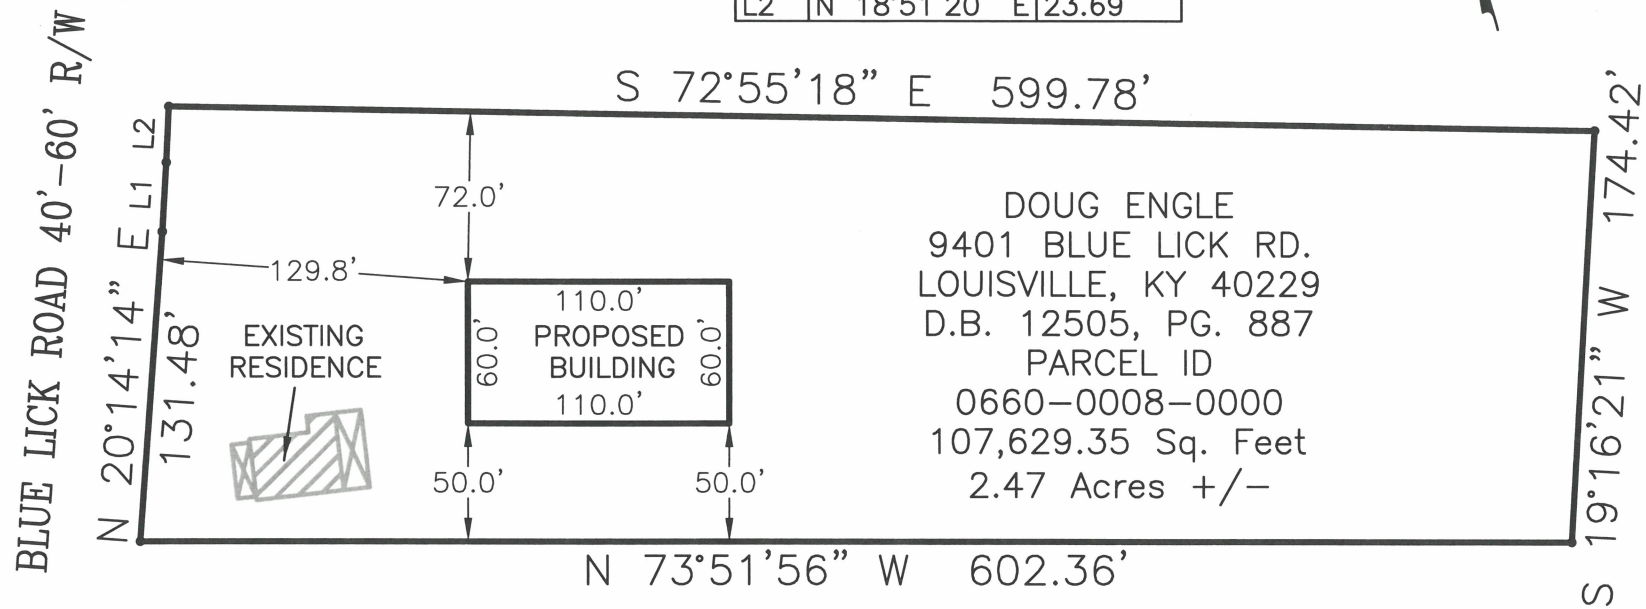 L2 N 18°51'20" E 23.69
S 72°55'18" E 599.78'
BLUE LICK ROAD 40'-60' R/W
N 20°14'14" E
131.48'
L1
L2
S 19°16'21" W 174.42'
72.0'
129.8'
110.0'
60.0'
PROPOSED
BUILDING
60.0'
110.0'
EXISTING
RESIDENCE
50.0'
50.0'
DOUG ENGLE
9401 BLUE LICK RD.
LOUISVILLE, KY 40229
D.B. 12505, PG. 887
PARCEL ID
0660-0008-0000
107,629.35 Sq. Feet
2.47 Acres +/-
N 73°51'56" W 602.36'